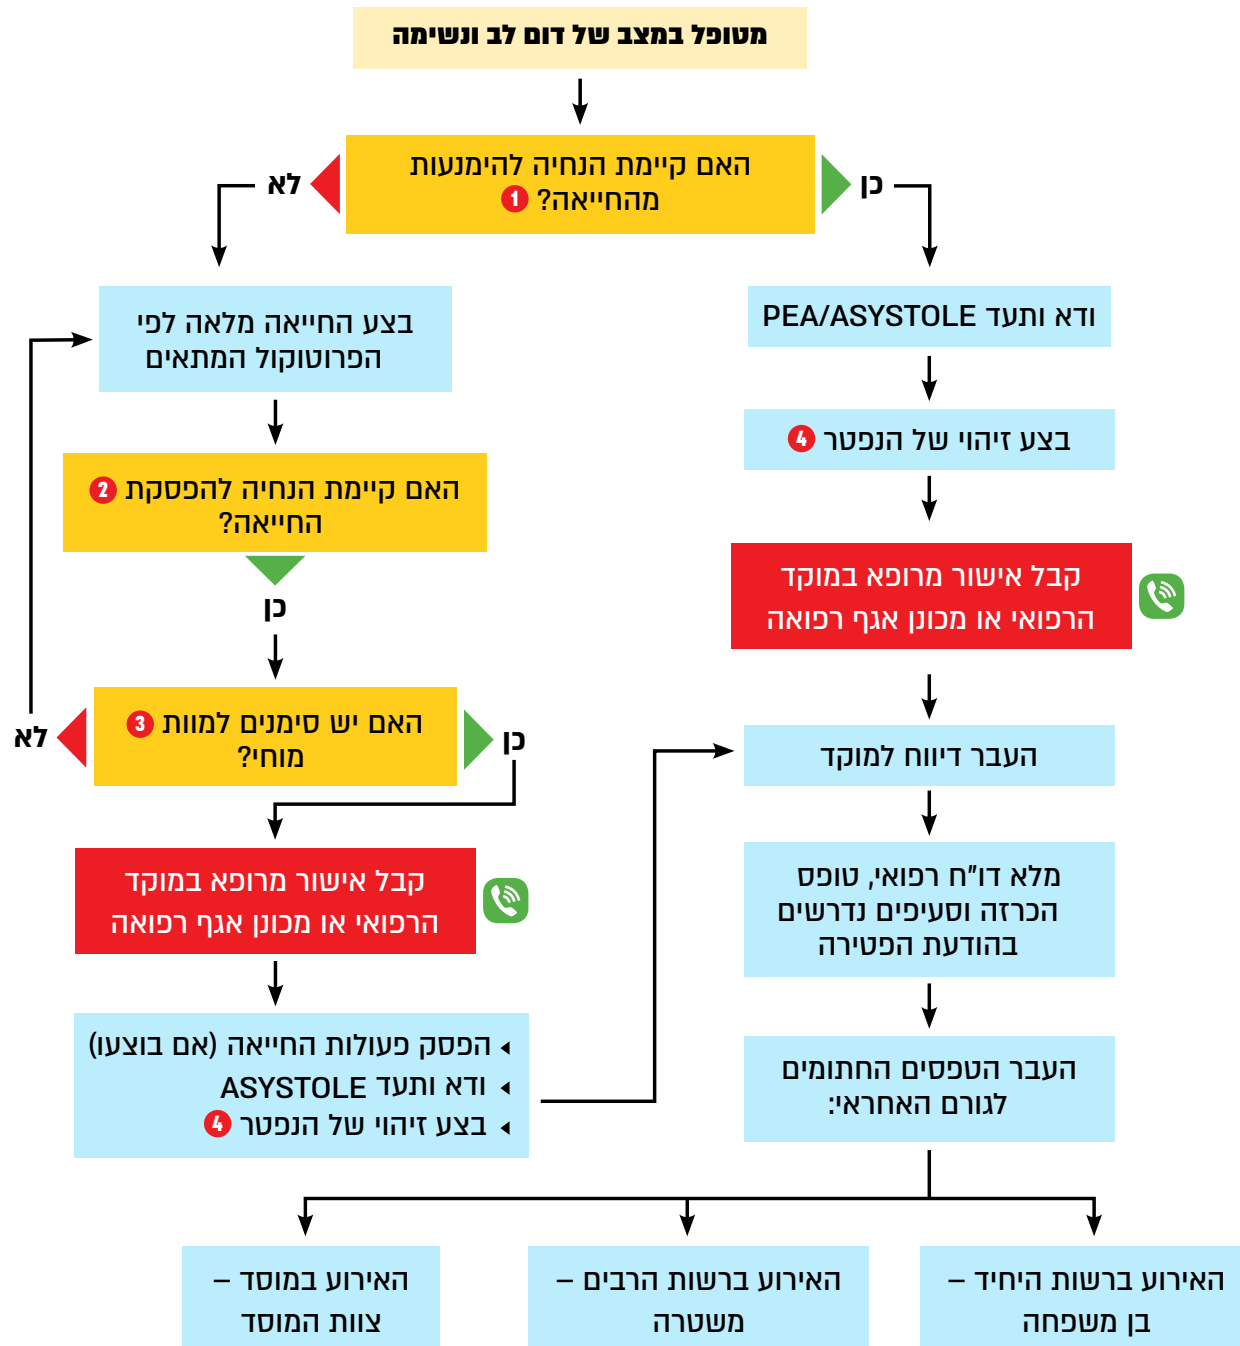 מטופל במצב של דום לב ונשימה
האם קיימת הנחיה להימנעות
מהחייאה? 1
כן
לא
ודא ותעד PEA/ASYSTOLE
בצע זיהוי של הנפטר 4
קבל אישור מרופא במוקד
הרפואי או מכונן אגף רפואה
העבר דיווח למוקד
מלא דו"ח רפואי, טופס
הכרזה וסעיפים נדרשים
בהודעת הפטירה
העבר הטפסים החתומים
לגורם האחראי:
בצע החייאה מלאה לפי
הפרוטוקול המתאים
האם קיימת הנחיה להפסקת 2
החייאה?
כן
האם יש סימנים למוות 3
מוחי?
כן
לא
קבל אישור מרופא במוקד
הרפואי או מכונן אגף רפואה
הפסק פעולות החייאה (אם בוצעו)
ודא ותעד ASYSTOLE
בצע זיהוי של הנפטר 4
האירוע ברשות היחיד –
בן משפחה
האירוע ברשות הרבים –
משטרה
האירוע במוסד –
צוות המוסד